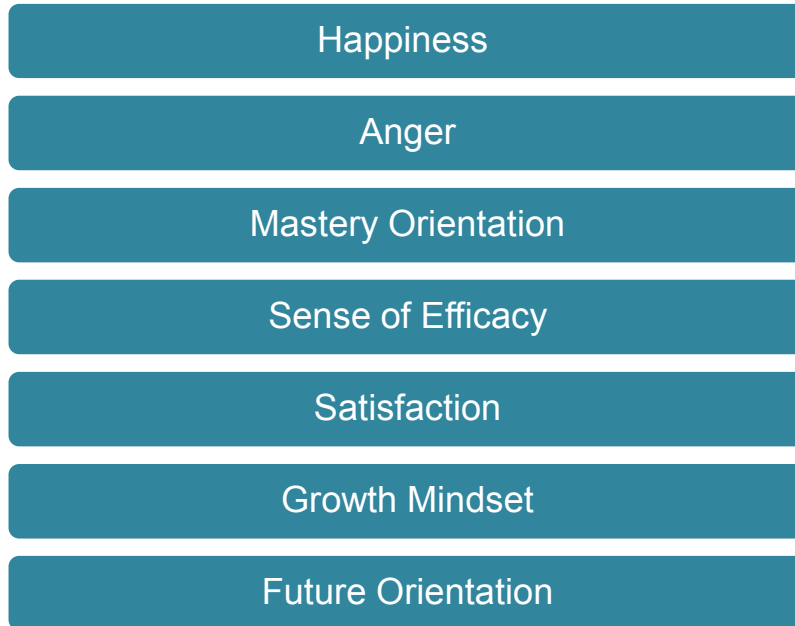 Happiness
Anger
Mastery Orientation
Sense of Efficacy
Satisfaction
Growth Mindset
Future Orientation